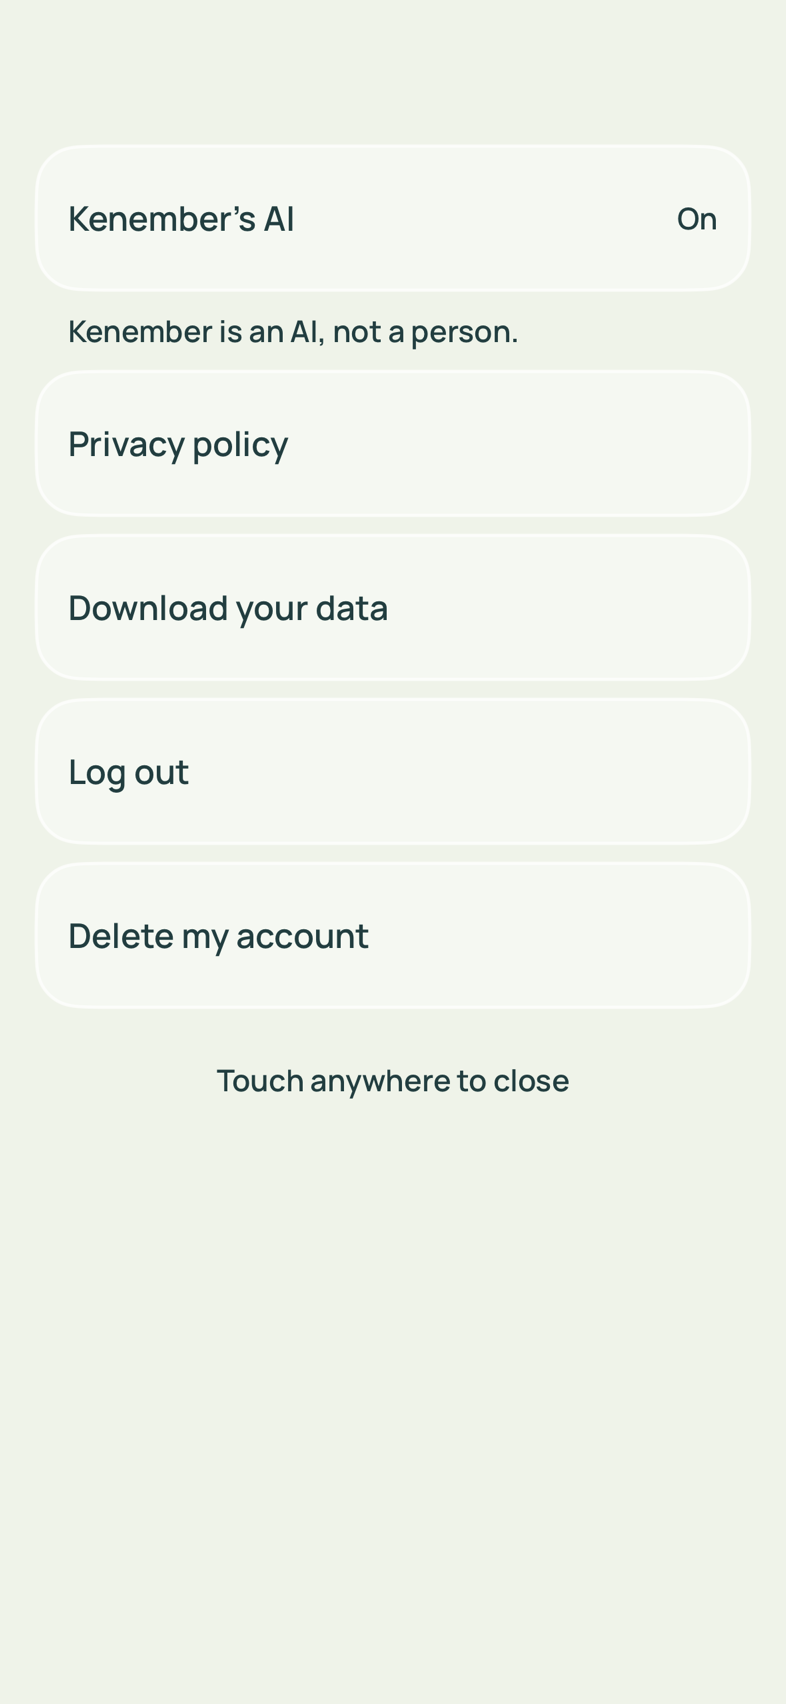 Kenember’s AI
On
Kenember is an AI, not a person.
Privacy policy
Download your data
Log out
Delete my account
Touch anywhere to close